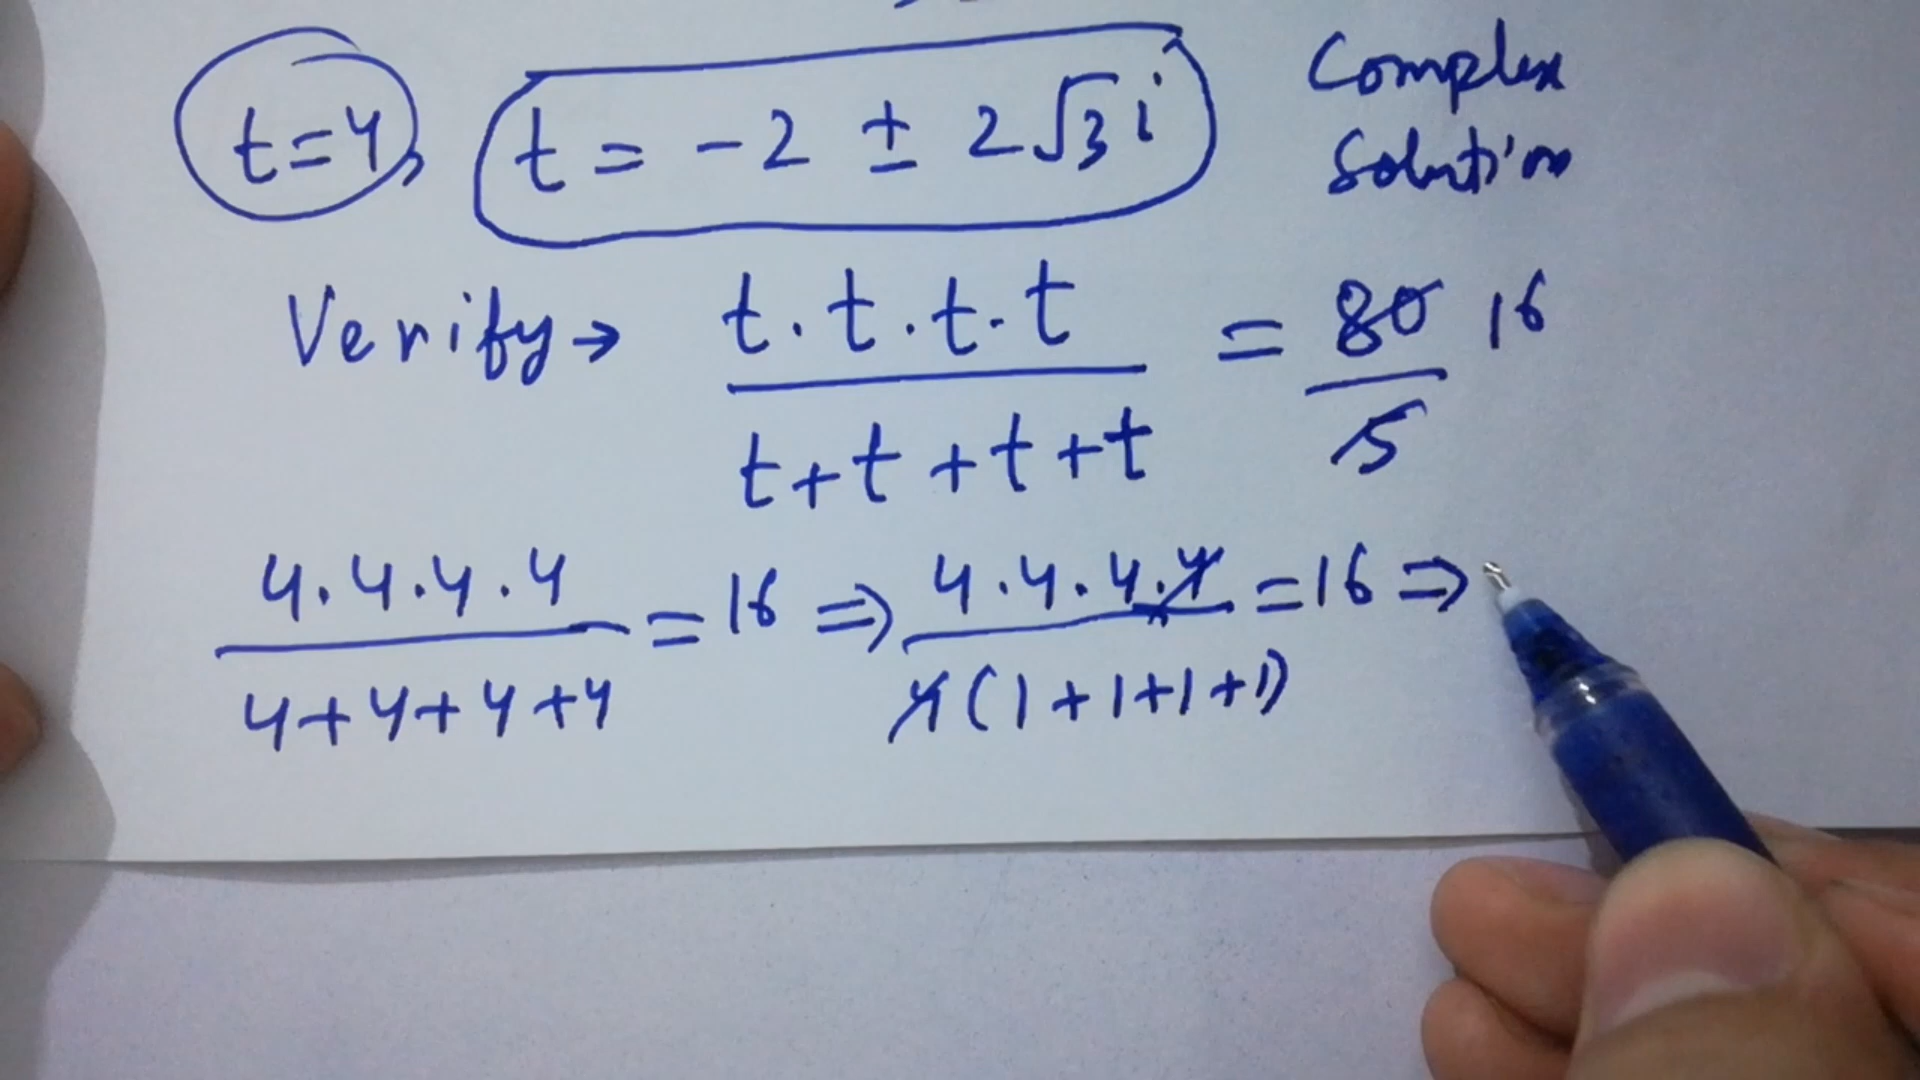 t=4, t = -2 ± 2√3 i Complex
Solution
Verify → t.t.t.t / t+t+t+t = 80/5 16
4.4.4.4 / 4+4+4+4 = 16 ⇒ 4.4.4.4 / 4(1+1+1+1) = 16 ⇒